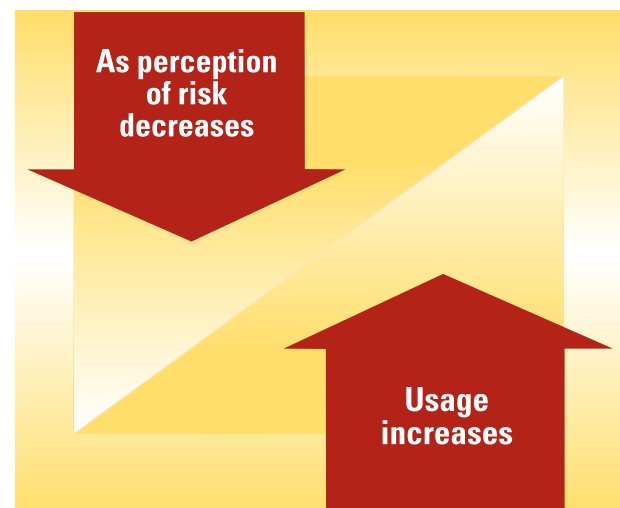 As perception
of risk
decreases
Usage
increases